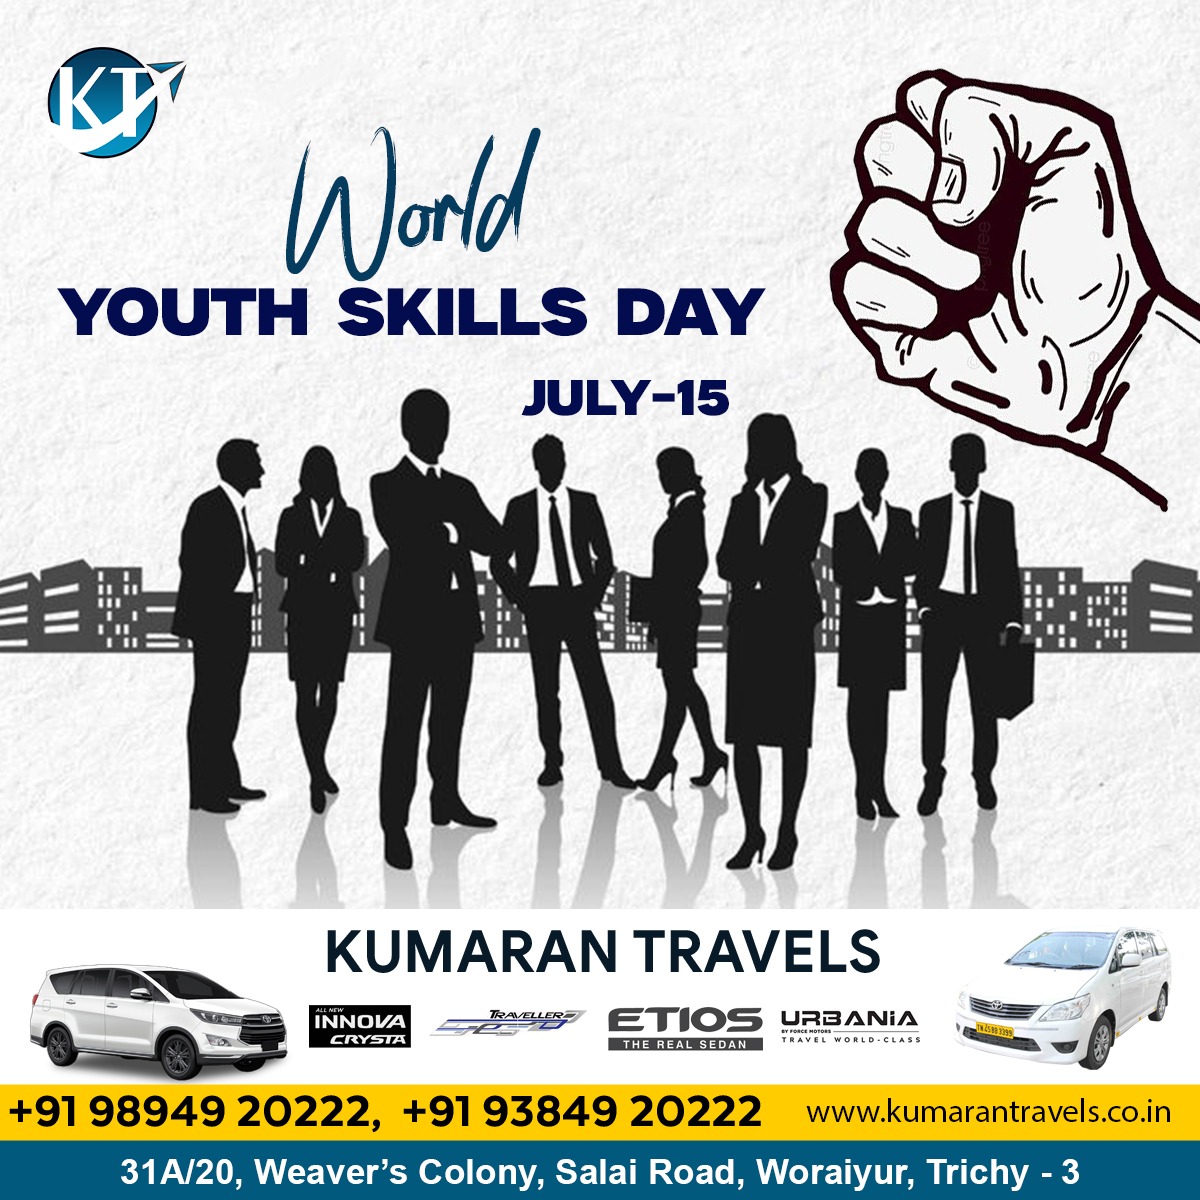 KT
World
YOUTH SKILLS DAY
JULY-15
pngtree
KUMARAN TRAVELS
ALL NEW
INNOVA
CRYSTA
TRAVELLER
ETIOS
THE REAL SEDAN
URBANIA
BY FORCE MOTORS
TRAVEL WORLD-CLASS
+91 98949 20222, +91 93849 20222
www.kumarantravels.co.in
31A/20, Weaver’s Colony, Salai Road, Woraiyur, Trichy - 3